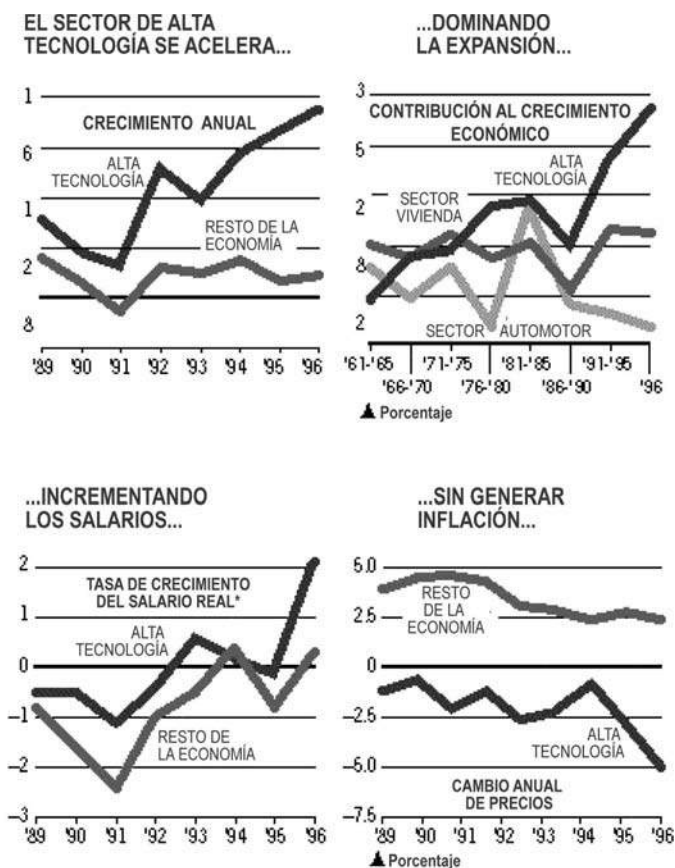 EL SECTOR DE ALTA
TECNOLOGÍA SE ACELERA...
1
6
1
2
8
CRECIMIENTO ANUAL
ALTA
TECNOLOGÍA
RESTO DE LA
ECONOMÍA
'89 '90 '91 '92 '93 '94 '95 '96
...DOMINANDO
LA EXPANSIÓN...
3
5
2
8
2
CONTRIBUCIÓN AL CRECIMIENTO
ECONÓMICO
ALTA
TECNOLOGÍA
SECTOR
VIVIENDA
SECTOR AUTOMOTOR
'61-'65 '71-'75 '81-'85 '91-'95
'66-'70 '76-'80 '86-'90 '96
Porcentaje
...INCREMENTANDO
LOS SALARIOS...
2
1
0
–1
–2
–3
TASA DE CRECIMIENTO
DEL SALARIO REAL*
ALTA
TECNOLOGÍA
RESTO DE
LA ECONOMÍA
'89 '90 '91 '92 '93 '94 '95 '96
...SIN GENERAR
INFLACIÓN...
5.0
2.5
0
–2.5
–5.0
–7.5
RESTO
DE LA
ECONOMÍA
ALTA
TECNOLOGÍA
CAMBIO ANUAL
DE PRECIOS
'89 '90 '91 '92 '93 '94 '95 '96
Porcentaje